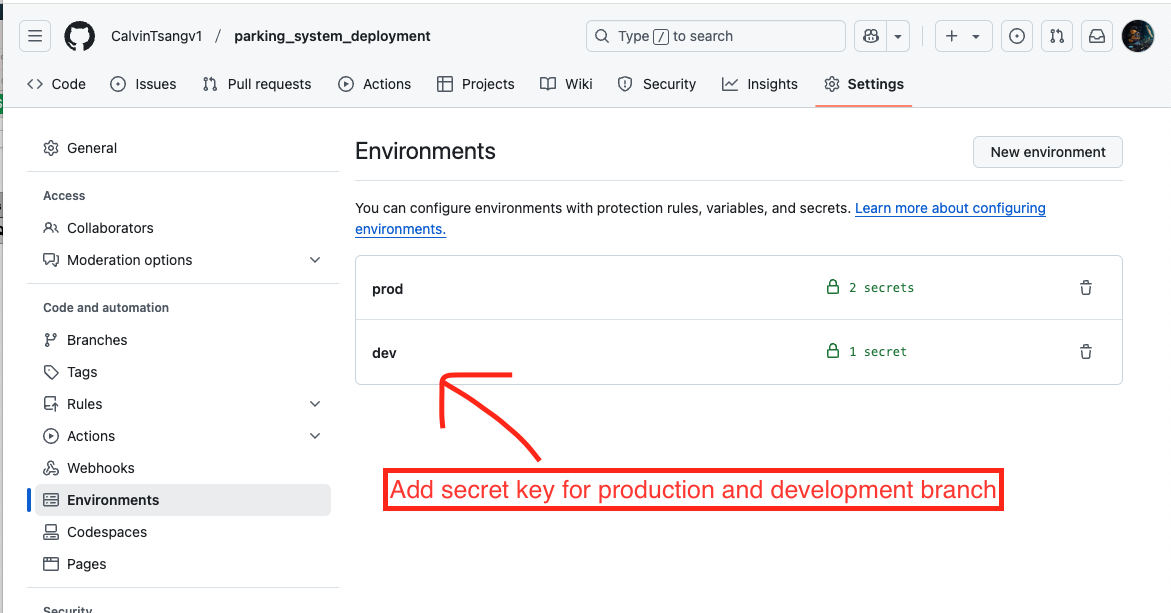 CalvinTsangv1 / parking_system_deployment
Type / to search
Code
Issues
Pull requests
Actions
Projects
Wiki
Security
Insights
Settings
General
Access
Collaborators
Moderation options
Code and automation
Branches
Tags
Rules
Actions
Webhooks
Environments
Codespaces
Pages
Security
Environments
New environment
You can configure environments with protection rules, variables, and secrets. Learn more about configuring
environments.
prod
2 secrets
dev
1 secret
Add secret key for production and development branch